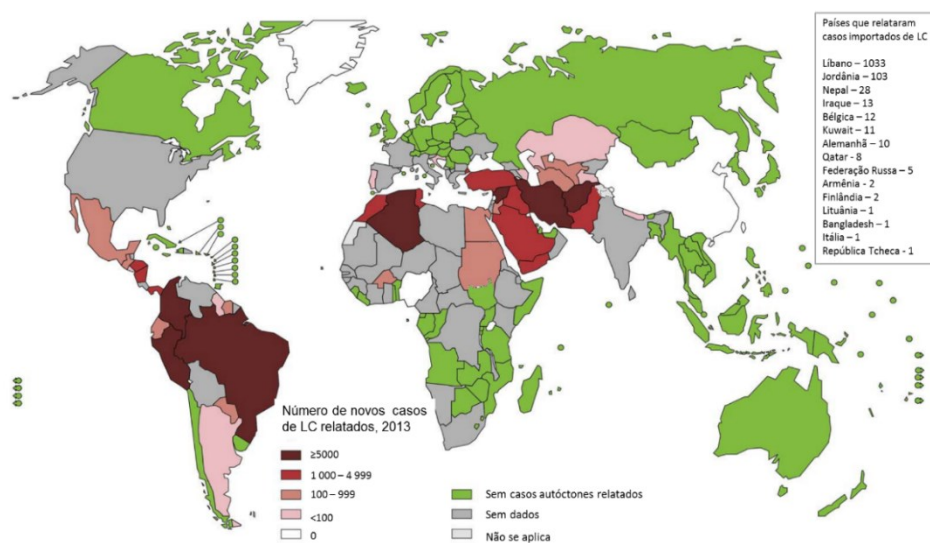 Países que relataram
casos importados de LC
Líbano – 1033
Jordânia – 103
Nepal – 28
Iraque – 13
Bélgica – 12
Kuwait – 11
Alemanhã – 10
Qatar - 8
Federação Russa – 5
Armênia - 2
Finlândia – 2
Lituânia – 1
Bangladesh – 1
Itália – 1
República Tcheca - 1
Número de novos casos
de LC relatados, 2013
≥5000
1 000 – 4 999
100 – 999
<100
0
Sem casos autóctones relatados
Sem dados
Não se aplica